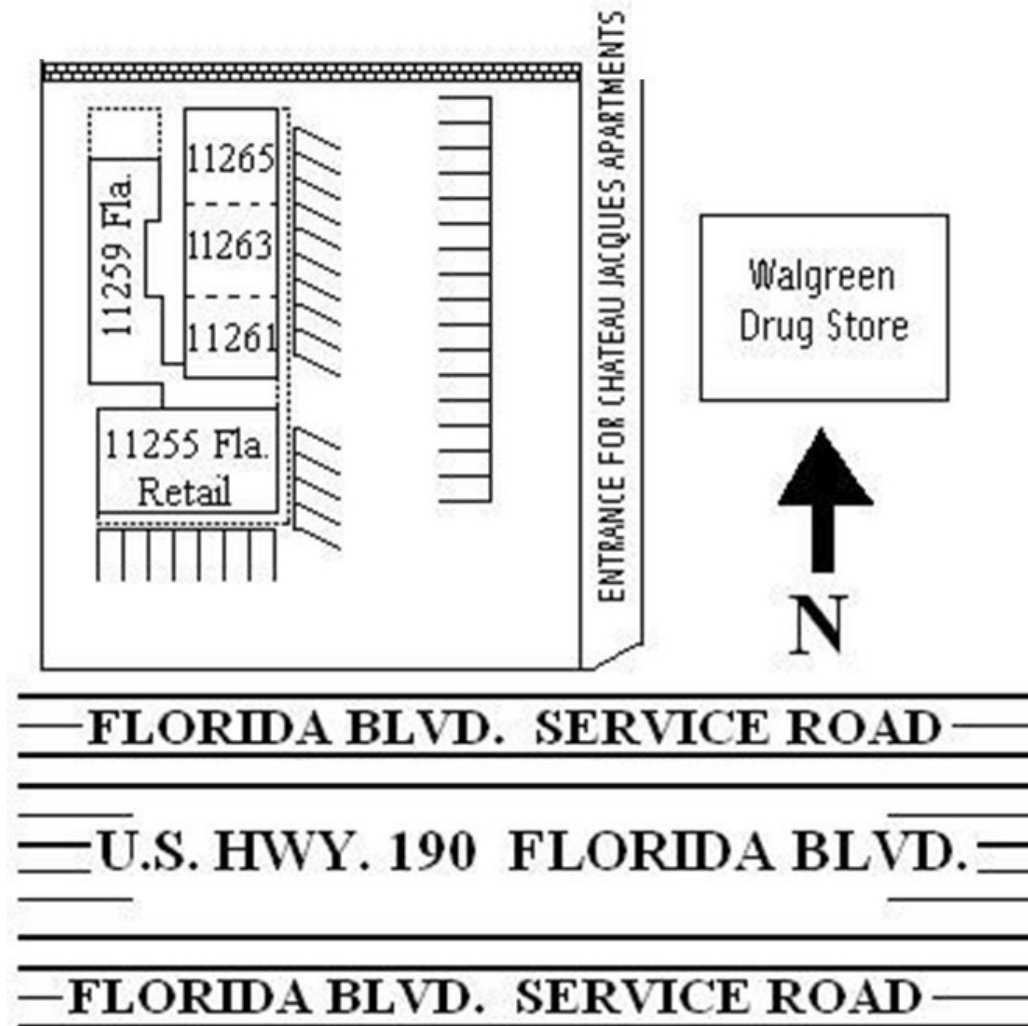 11265
11263
11261
11259 Fla.
11255 Fla.
Retail
ENTRANCE FOR CHATEAU JACQUES APARTMENTS
Walgreen
Drug Store
N
FLORIDA BLVD. SERVICE ROAD
U.S. HWY. 190 FLORIDA BLVD.
FLORIDA BLVD. SERVICE ROAD